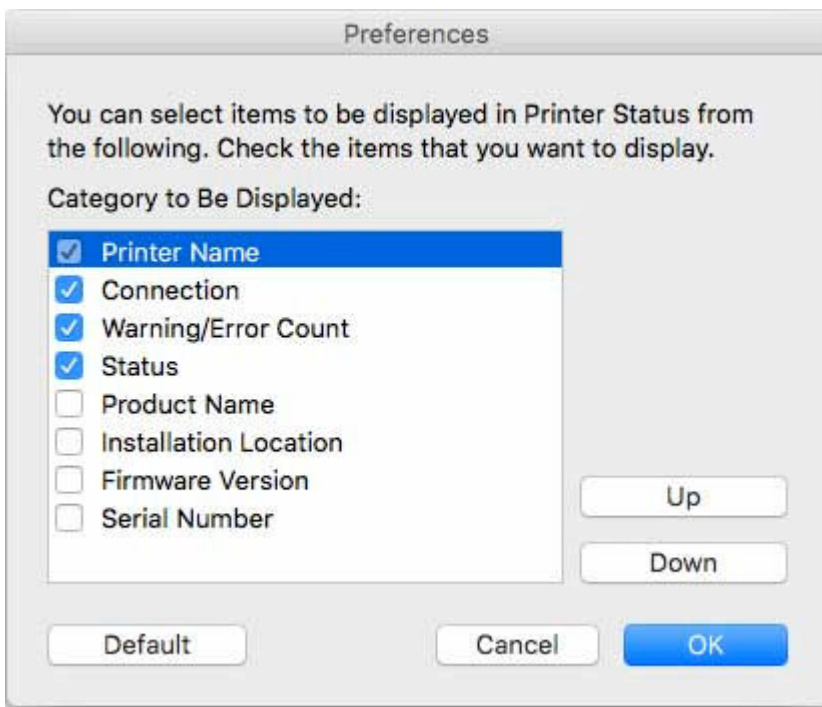 Preferences
You can select items to be displayed in Printer Status from
the following. Check the items that you want to display.
Category to Be Displayed:
Printer Name
Connection
Warning/Error Count
Status
Product Name
Installation Location
Firmware Version
Serial Number
Up
Down
Default
Cancel
OK